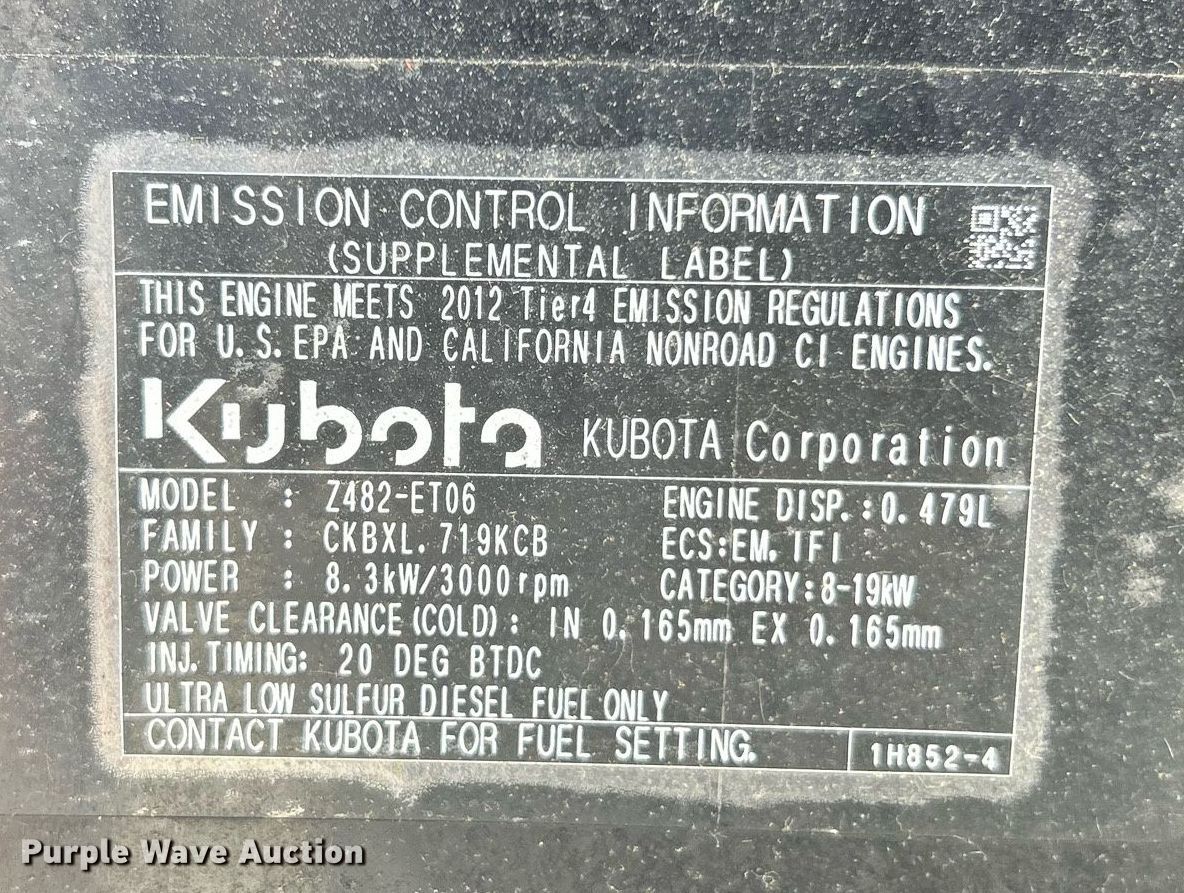 EMISSION CONTROL INFORMATION
(SUPPLEMENTAL LABEL)
THIS ENGINE MEETS 2012 Tier4 EMISSION REGULATIONS
FOR U.S. EPA AND CALIFORNIA NONROAD CI ENGINES.
Kubota KUBOTA Corporation
MODEL : Z482-ET06 ENGINE DISP.:0.479L
FAMILY : CKBXL.719KCB ECS:EM,IFI
POWER : 8.3kW/3000rpm CATEGORY:8-19kW
VALVE CLEARANCE(COLD): IN 0.165mm EX 0.165mm
INJ.TIMING: 20 DEG BTDC
ULTRA LOW SULFUR DIESEL FUEL ONLY
CONTACT KUBOTA FOR FUEL SETTING. 1H852-4
Purple Wave Auction